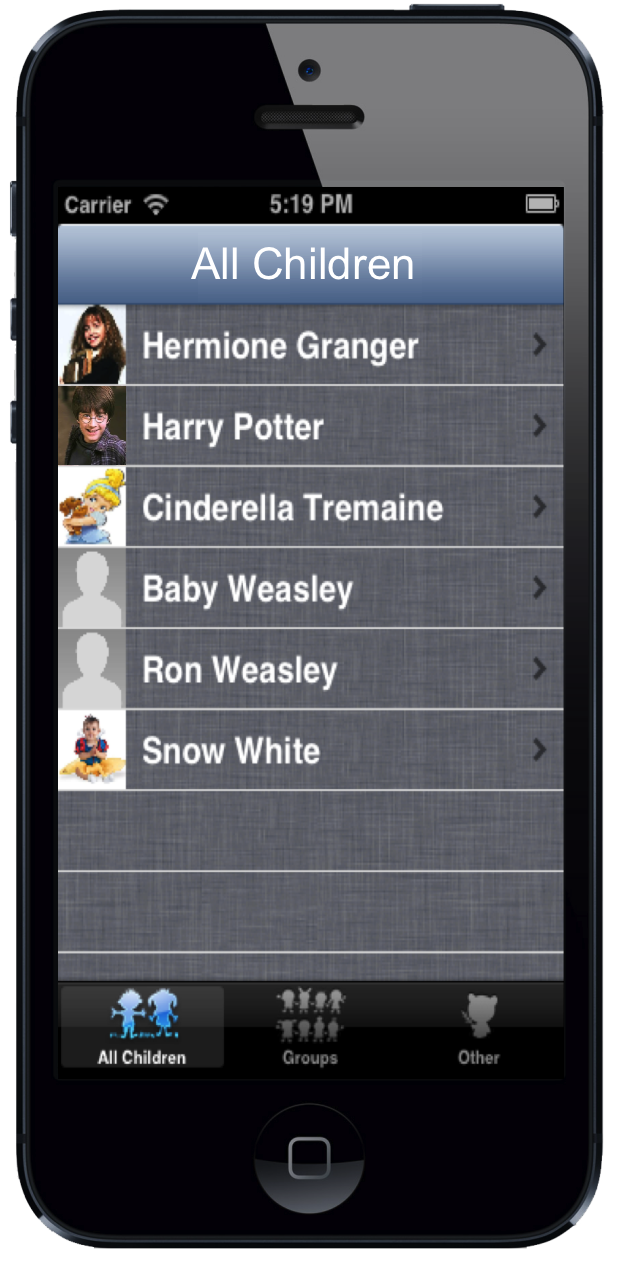 Carrier 5:19 PM
All Children
Hermione Granger
Harry Potter
Cinderella Tremaine
Baby Weasley
Ron Weasley
Snow White
All Children Groups Other